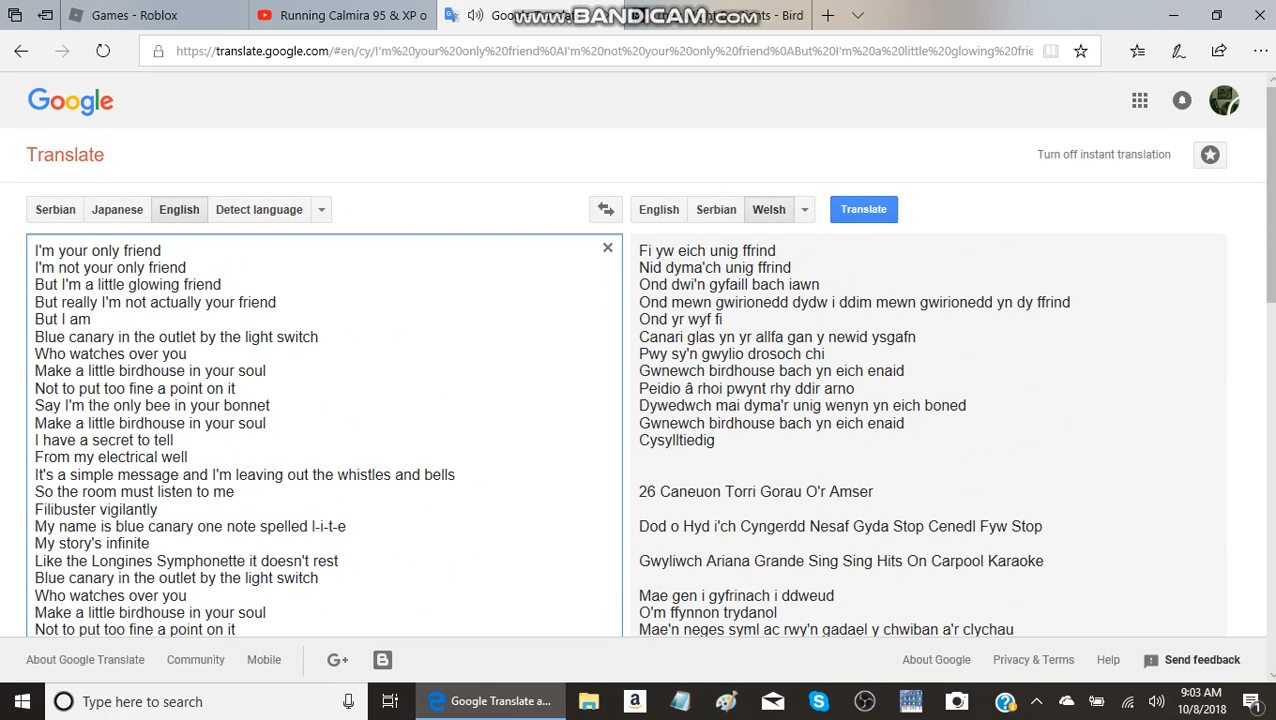 Games - Roblox
Running Calmira 95 & XP o
Google Tran
www.BANDICAM.com
nts - Bird
https://translate.google.com/#en/cy/I'm%20your%20only%20friend%0AI'm%20not%20your%20only%20friend%0ABut%20I'm%20a%20little%20glowing%20frie
Google
Translate
Turn off instant translation
Serbian Japanese English Detect language
English Serbian Welsh Translate
I'm your only friend
I'm not your only friend
But I'm a little glowing friend
But really I'm not actually your friend
But I am
Blue canary in the outlet by the light switch
Who watches over you
Make a little birdhouse in your soul
Not to put too fine a point on it
Say I'm the only bee in your bonnet
Make a little birdhouse in your soul
I have a secret to tell
From my electrical well
It's a simple message and I'm leaving out the whistles and bells
So the room must listen to me
Filibuster vigilantly
My name is blue canary one note spelled l-i-t-e
My story's infinite
Like the Longines Symphonette it doesn't rest
Blue canary in the outlet by the light switch
Who watches over you
Make a little birdhouse in your soul
Not to put too fine a point on it
Fi yw eich unig ffrind
Nid dyma'ch unig ffrind
Ond dwi'n gyfaill bach iawn
Ond mewn gwirionedd dydw i ddim mewn gwirionedd yn dy ffrind
Ond yr wyf fi
Canari glas yn yr allfa gan y newid ysgafn
Pwy sy'n gwylio drosoch chi
Gwnewch birdhouse bach yn eich enaid
Peidio â rhoi pwynt rhy ddir arno
Dywedwch mai dyma'r unig wenyn yn eich boned
Gwnewch birdhouse bach yn eich enaid
Cysylltiedig
26 Caneuon Torri Gorau O'r Amser
Dod o Hyd i'ch Cyngerdd Nesaf Gyda Stop Cenedl Fyw Stop
Gwyliwch Ariana Grande Sing Sing Hits On Carpool Karaoke
Mae gen i gyfrinach i ddweud
O'm ffynnon trydanol
Mae'n neges syml ac rwy'n gadael y chwiban a'r clychau
About Google Translate Community Mobile G+ About Google Privacy & Terms Help Send feedback
Type here to search
Google Translate a...
9:03 AM
10/8/2018